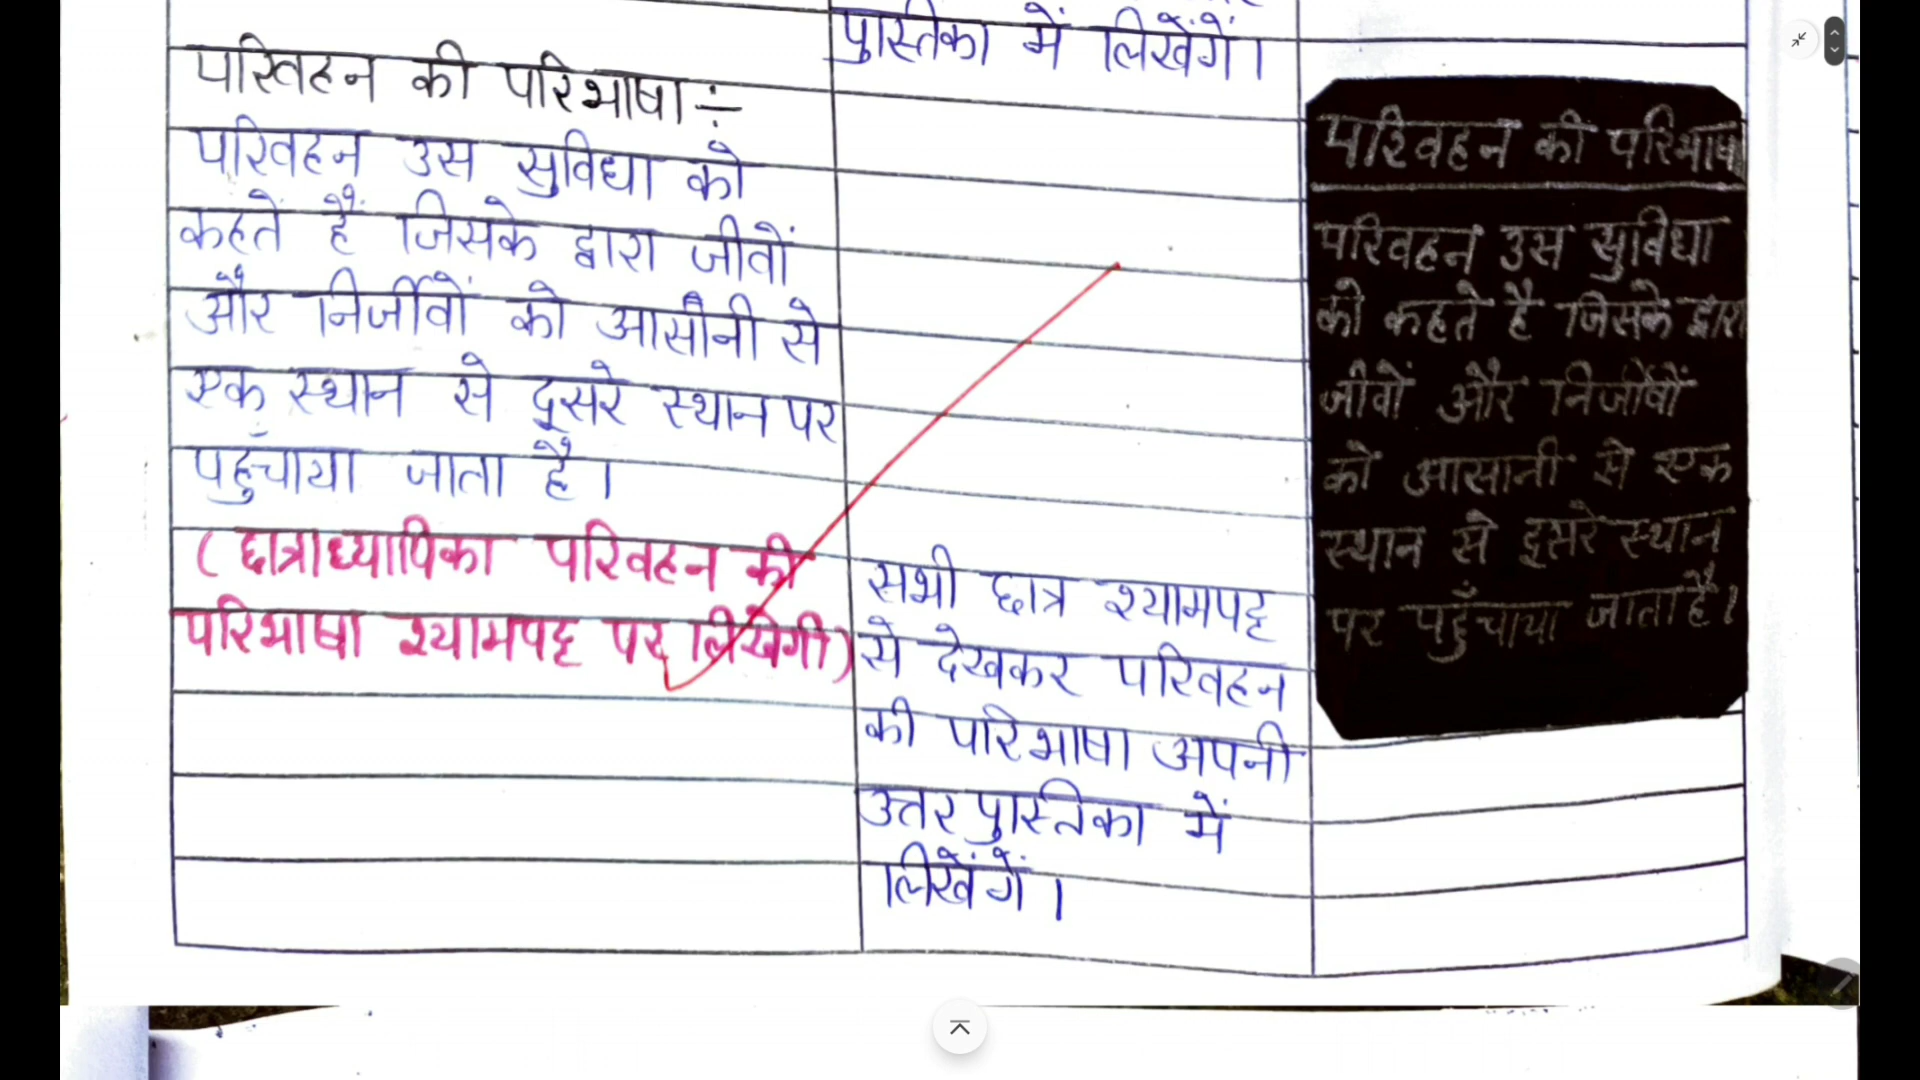 पुस्तिका में लिखेंगें।
परिवहन की परिभाषा ÷
परिवहन उस सुविधा को
कहतें हैं जिसके द्वारा जीवों
और निर्जीवों को आसानी से
एक स्थान से दूसरे स्थान पर
पहुँचाया जाता है।
(छात्राध्यापिका परिवहन की
परिभाषा श्यामपट्ट पर लिखेगी)
सभी छात्र श्यामपट्ट
से देखकर परिवहन
की परिभाषा अपनी
उत्तर पुस्तिका में
लिखेंगें।
परिवहन की परिभाषा
परिवहन उस सुविधा
को कहते है जिसके द्वारा
जीवों और निर्जीवों
को आसानी से एक
स्थान से दूसरे स्थान
पर पहुँचाया जाता है।